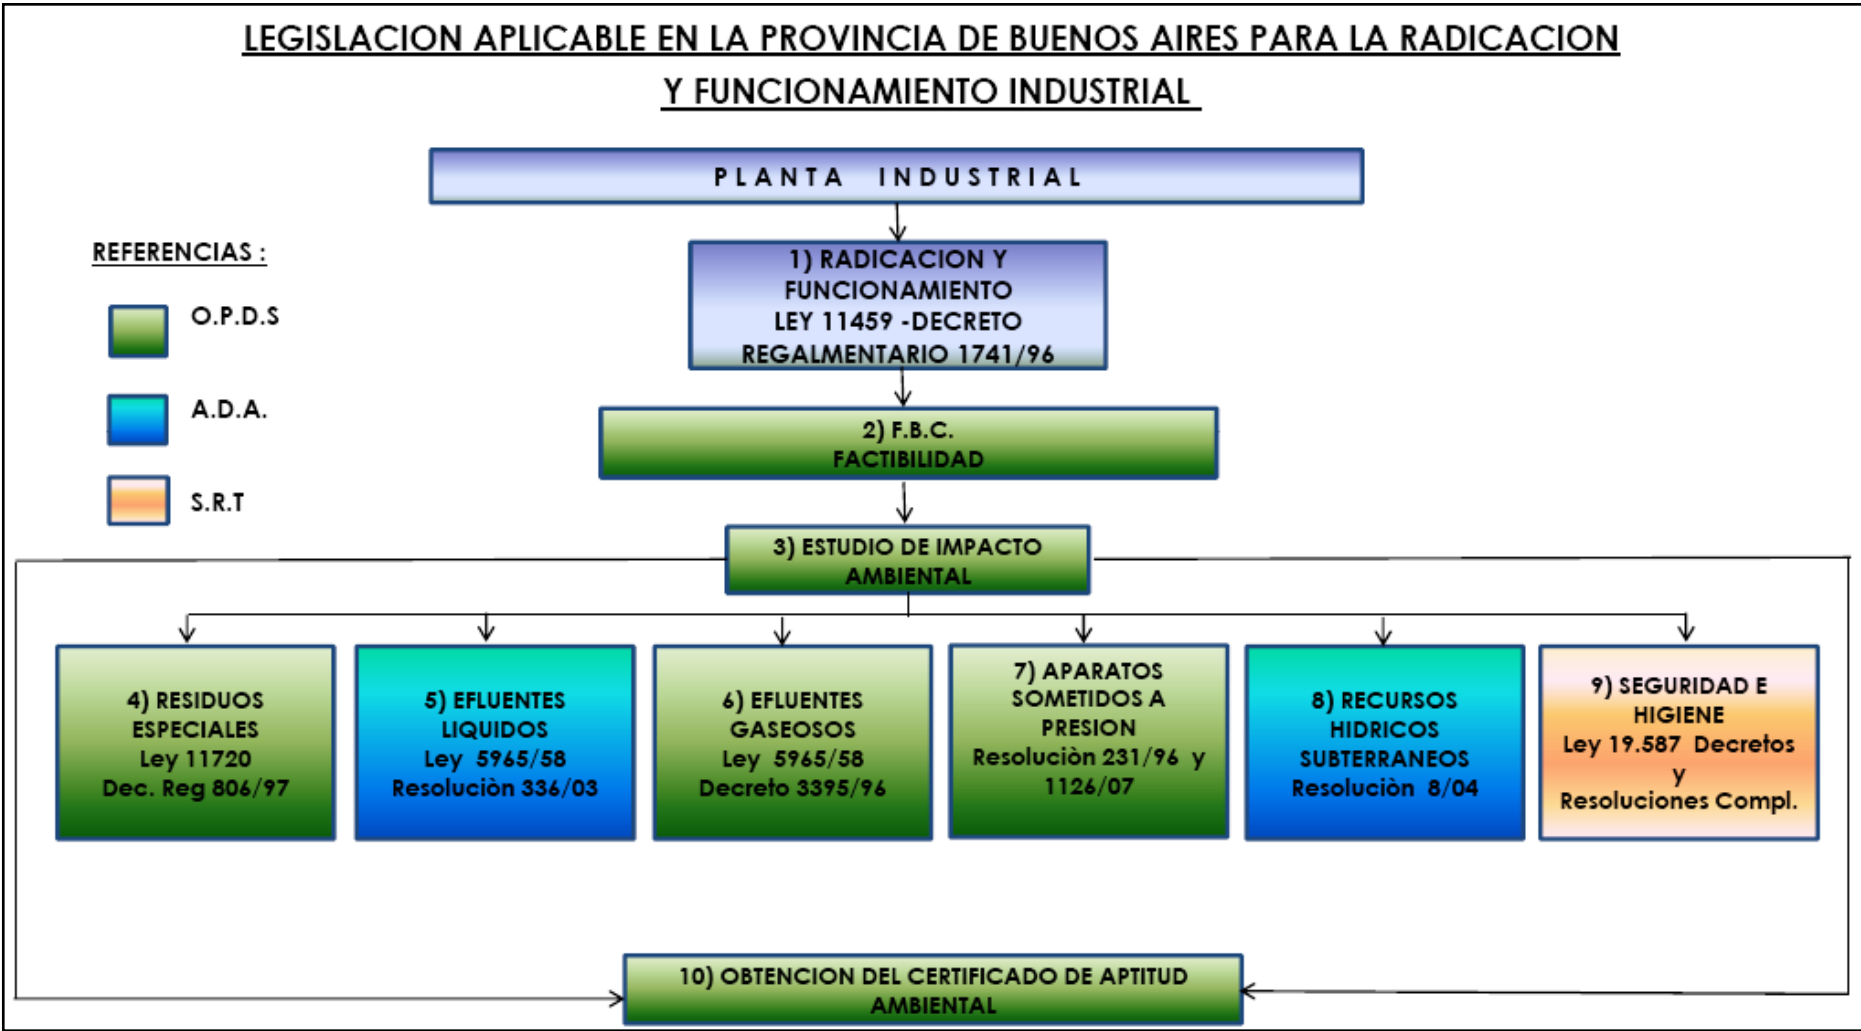 LEGISLACION APLICABLE EN LA PROVINCIA DE BUENOS AIRES PARA LA RADICACION
Y FUNCIONAMIENTO INDUSTRIAL
PLANTA INDUSTRIAL
REFERENCIAS :
O.P.D.S
A.D.A.
S.R.T
1) RADICACION Y
FUNCIONAMIENTO
LEY 11459 -DECRETO
REGALMENTARIO 1741/96
2) F.B.C.
FACTIBILIDAD
3) ESTUDIO DE IMPACTO
AMBIENTAL
4) RESIDUOS
ESPECIALES
Ley 11720
Dec. Reg 806/97
5) EFLUENTES
LIQUIDOS
Ley 5965/58
Resoluciòn 336/03
6) EFLUENTES
GASEOSOS
Ley 5965/58
Decreto 3395/96
7) APARATOS
SOMETIDOS A
PRESION
Resoluciòn 231/96 y
1126/07
8) RECURSOS
HIDRICOS
SUBTERRANEOS
Resoluciòn 8/04
9) SEGURIDAD E
HIGIENE
Ley 19.587 Decretos
y
Resoluciones Compl.
10) OBTENCION DEL CERTIFICADO DE APTITUD
AMBIENTAL